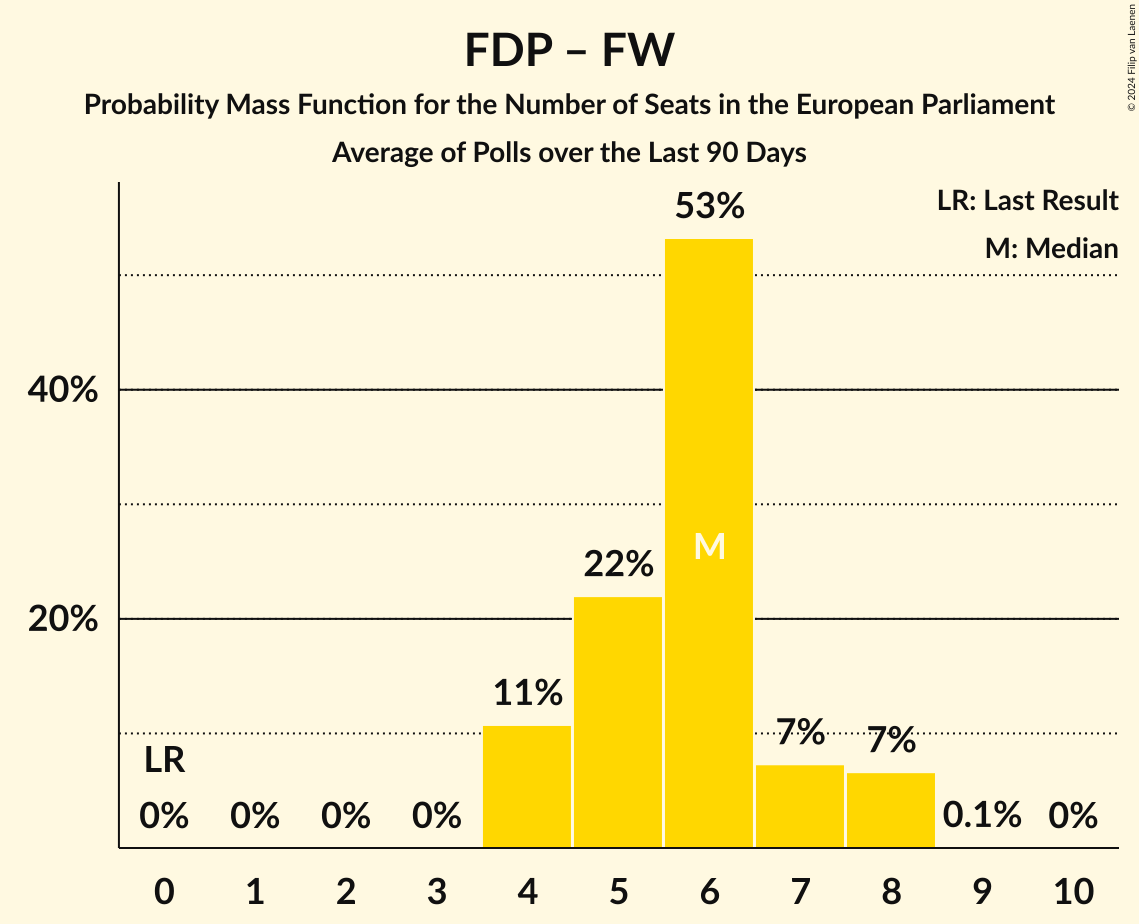 FDP – FW
Probability Mass Function for the Number of Seats in the European Parliament
Average of Polls over the Last 90 Days
© 2024 Filip van Laenen
LR: Last Result
M: Median
53%
40%
M
22%
20%
11%
7%
7%
LR
0%
0%
0%
0%
0.1%
0%
0 1 2 3 4 5 6 7 8 9 10